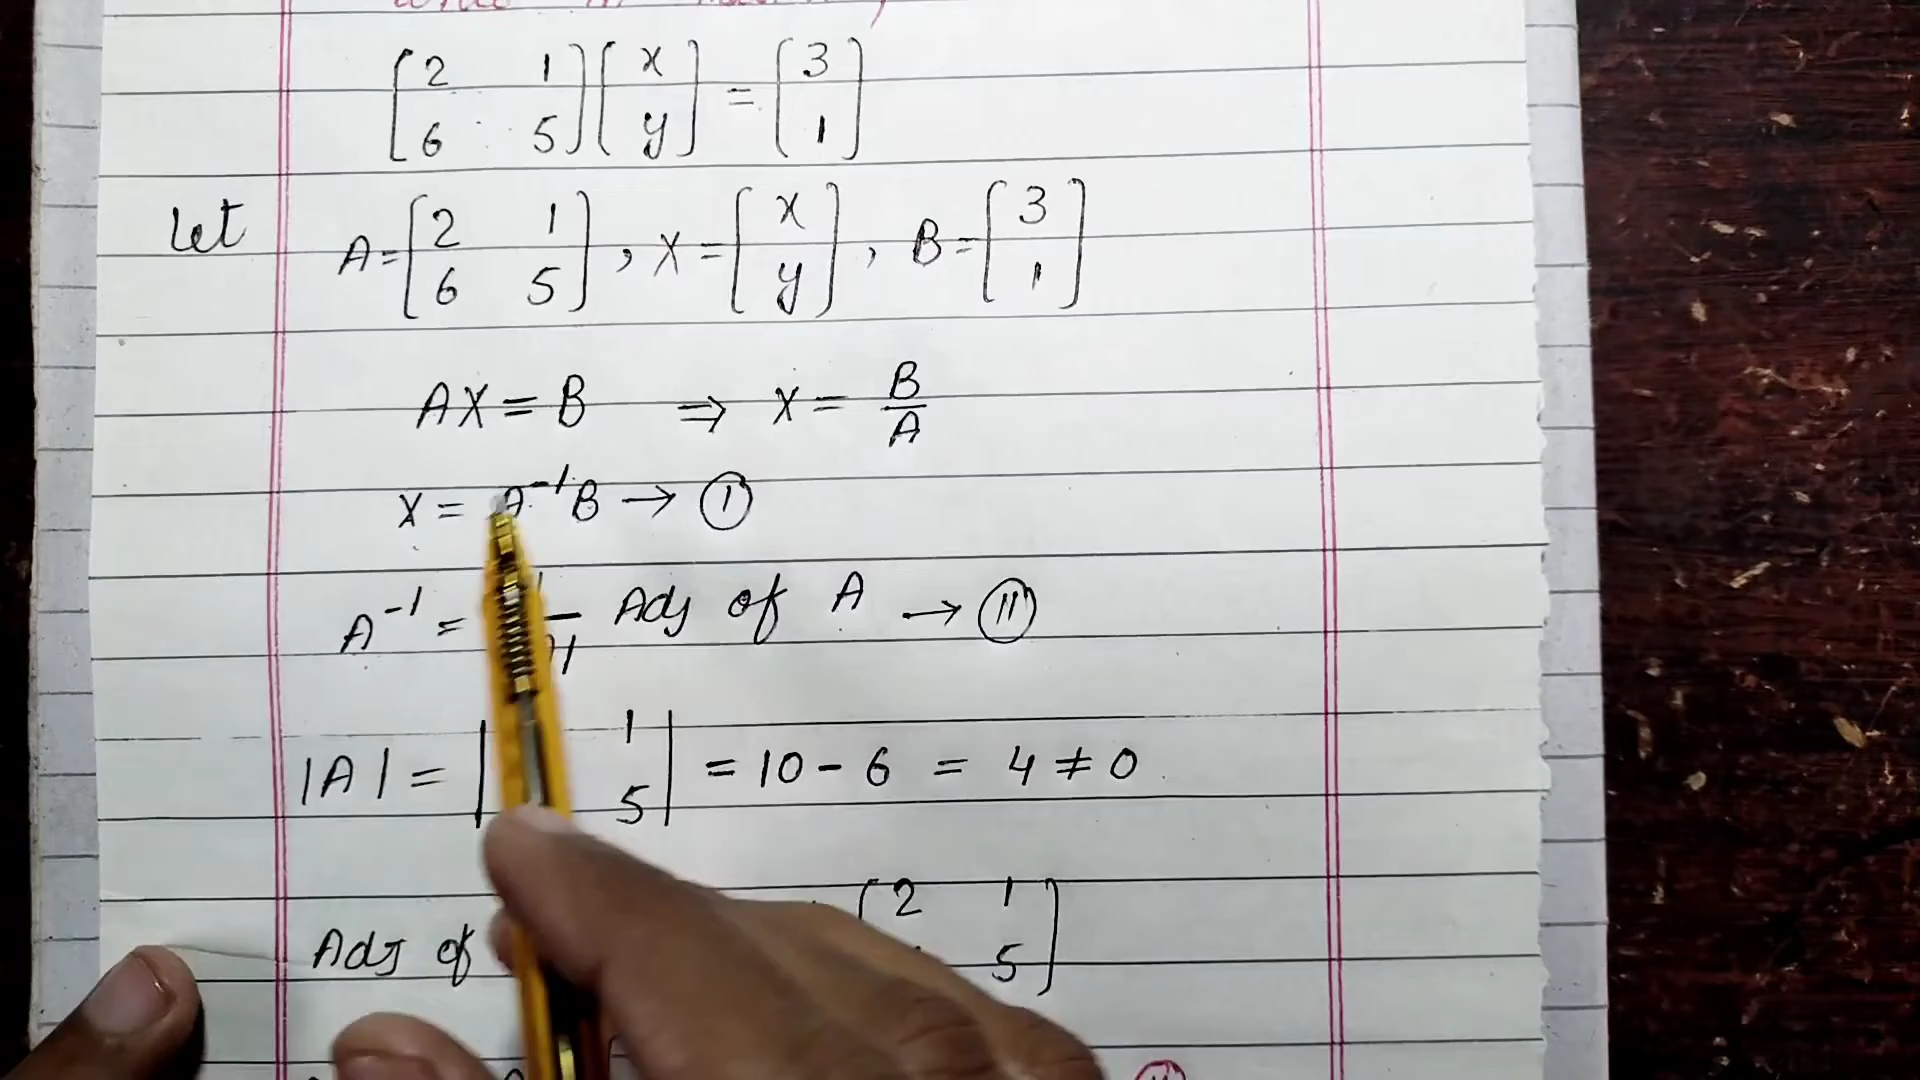 [2 1 6 5] [x y] = [3 1]
Let A = [2 1 6 5], X = [x y], B = [3 1]
AX = B ⇒ X = B/A
X = A⁻¹B → (I)
A⁻¹ = Adj of A → (II)
|A| = | 1 5 | = 10 - 6 = 4 ≠ 0
Adj of [2 1 5]